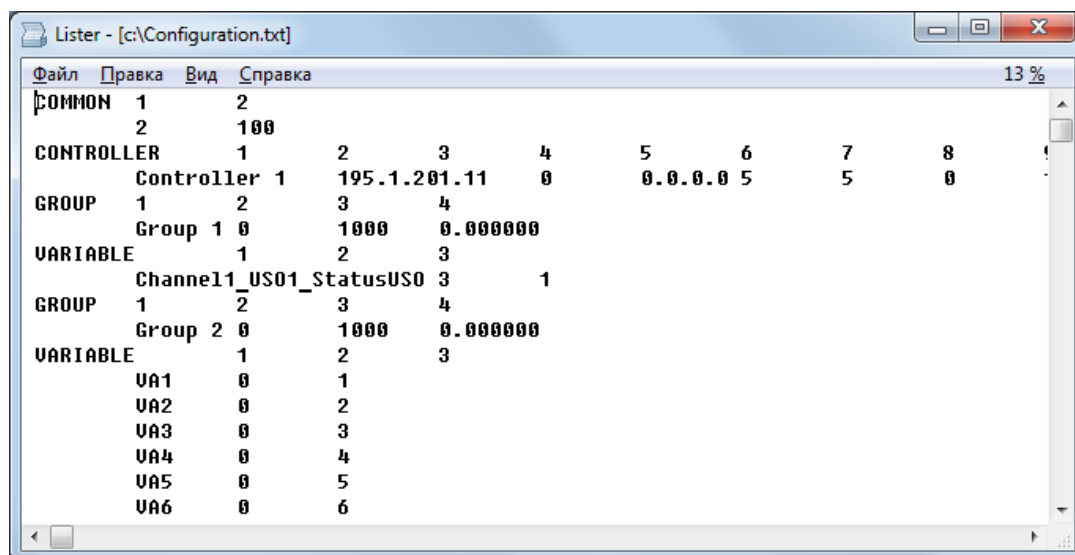 Lister - [c:\Configuration.txt]
Файл Правка Вид Справка 13 %
COMMON 1 2
2 100
CONTROLLER 1 2 3 4 5 6 7 8
Controller 1 195.1.201.11 0 0.0.0.0 5 5 0
GROUP 1 2 3 4
Group 1 0 1000 0.000000
VARIABLE 1 2 3
Channel1_USO1_StatusUSO 3 1
GROUP 1 2 3 4
Group 2 0 1000 0.000000
VARIABLE 1 2 3
VA1 0 1
VA2 0 2
VA3 0 3
VA4 0 4
VA5 0 5
VA6 0 6